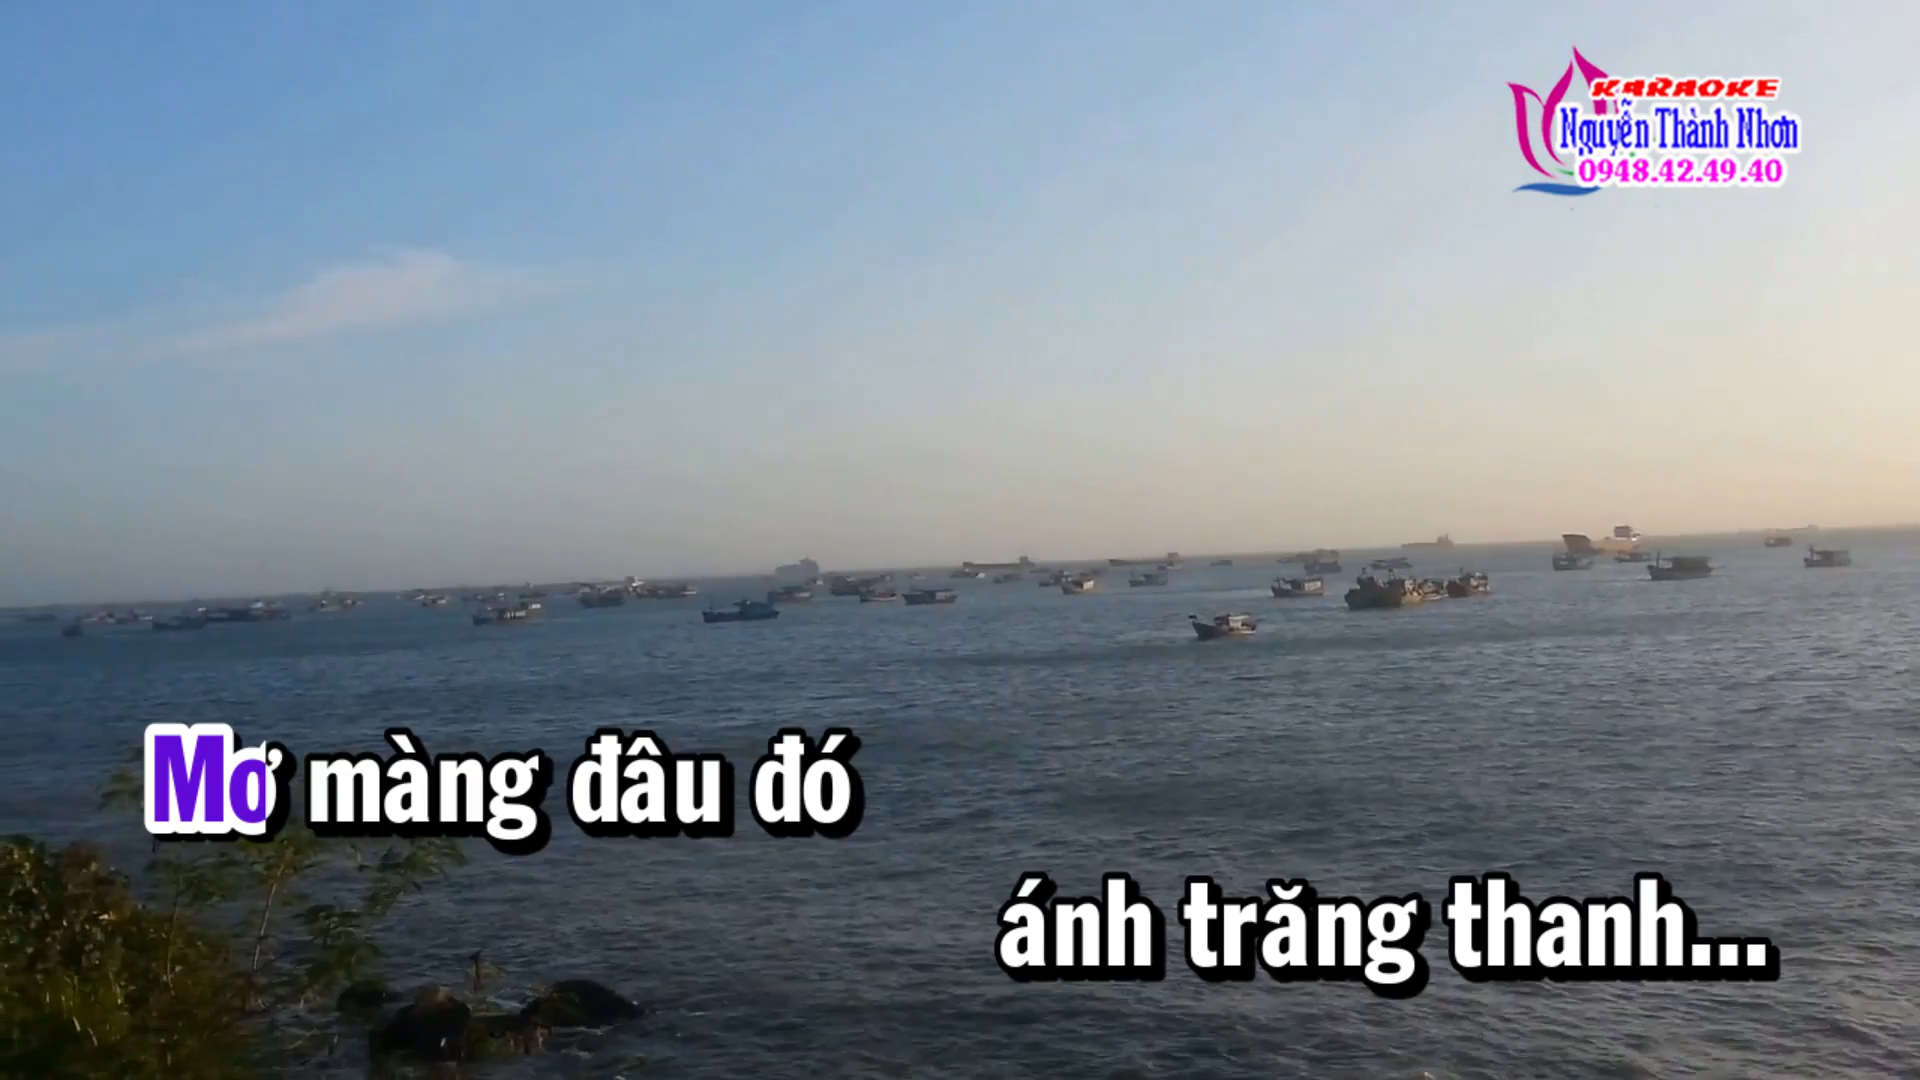 KARAOKE
Nguyễn Thành Nhơn
0948.42.49.40
Mơ màng đâu đó
ánh trăng thanh...